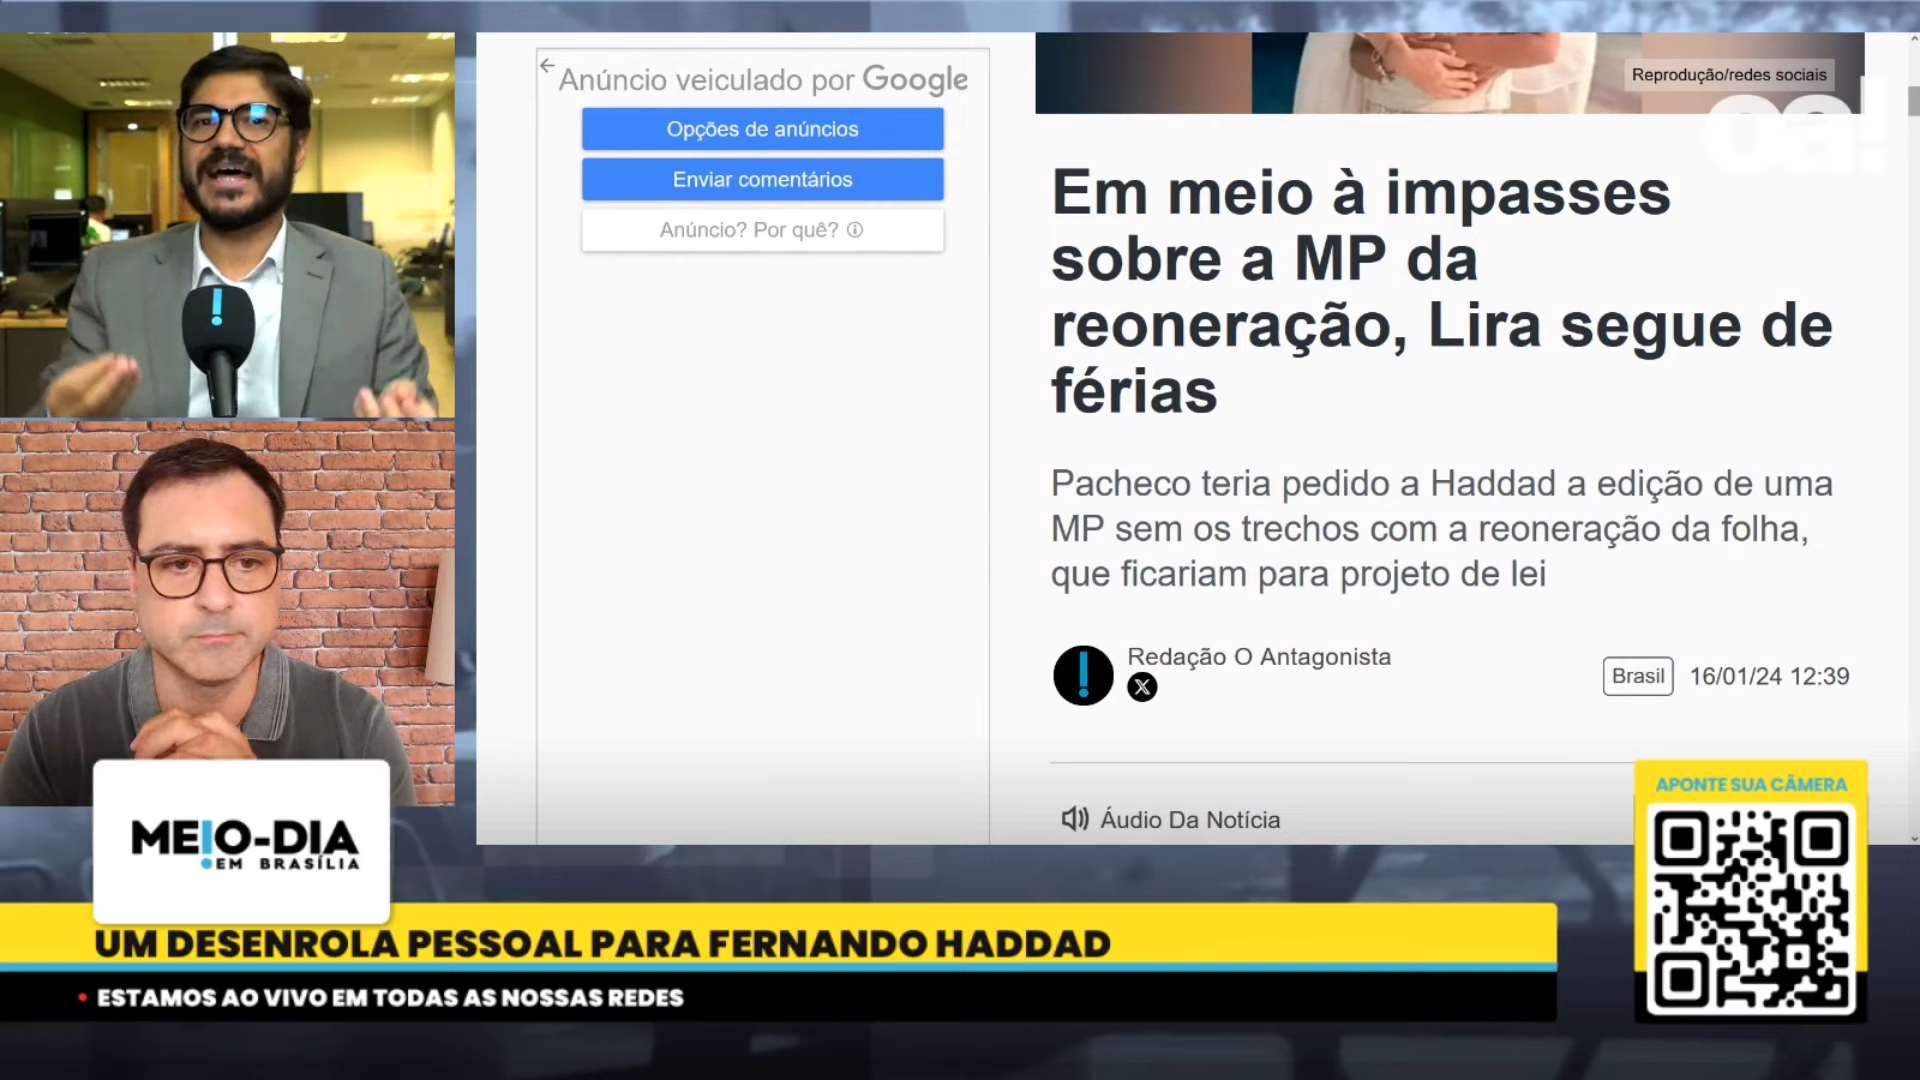 Anúncio veiculado por Google
Opções de anúncios
Enviar comentários
Anúncio? Por quê?
Reprodução/redes sociais
oa!
Em meio à impasses
sobre a MP da
reoneração, Lira segue de
férias
Pacheco teria pedido a Haddad a edição de uma
MP sem os trechos com a reoneração da folha,
que ficariam para projeto de lei
Redação O Antagonista
Brasil
16/01/24 12:39
Áudio Da Notícia
APONTE SUA CÂMERA
MEIO-DIA
EM BRASÍLIA
UM DESENROLA PESSOAL PARA FERNANDO HADDAD
• ESTAMOS AO VIVO EM TODAS AS NOSSAS REDES